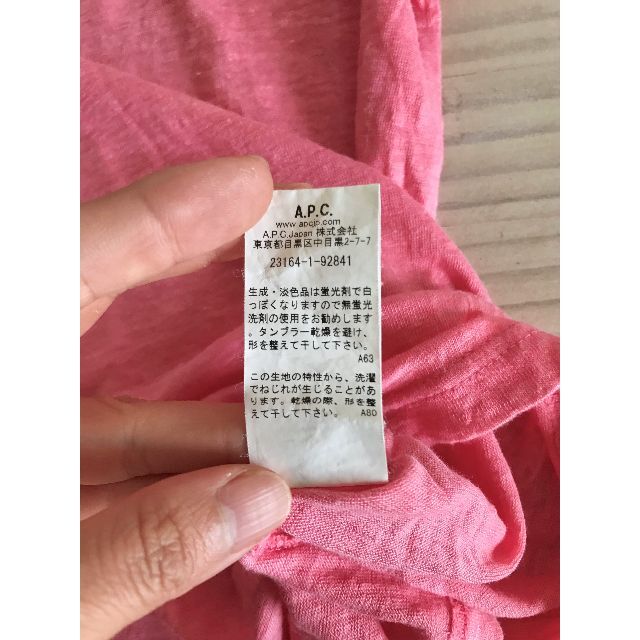 A.P.C.
www.apcjp.com
A.P.C.Japan 株式会社
東京都目黒区中目黒2-7-7
23164-1-92841
生成・淡色品は蛍光剤で白
っぽくなりますので無蛍光
洗剤の使用をお勧めします
。タンブラー乾燥を避け、
形を整えて干して下さい。
A63
この生地の特性から、洗濯
でねじれが生じることがあ
ります。乾燥の際、形を整
えて干して下さい。 A80